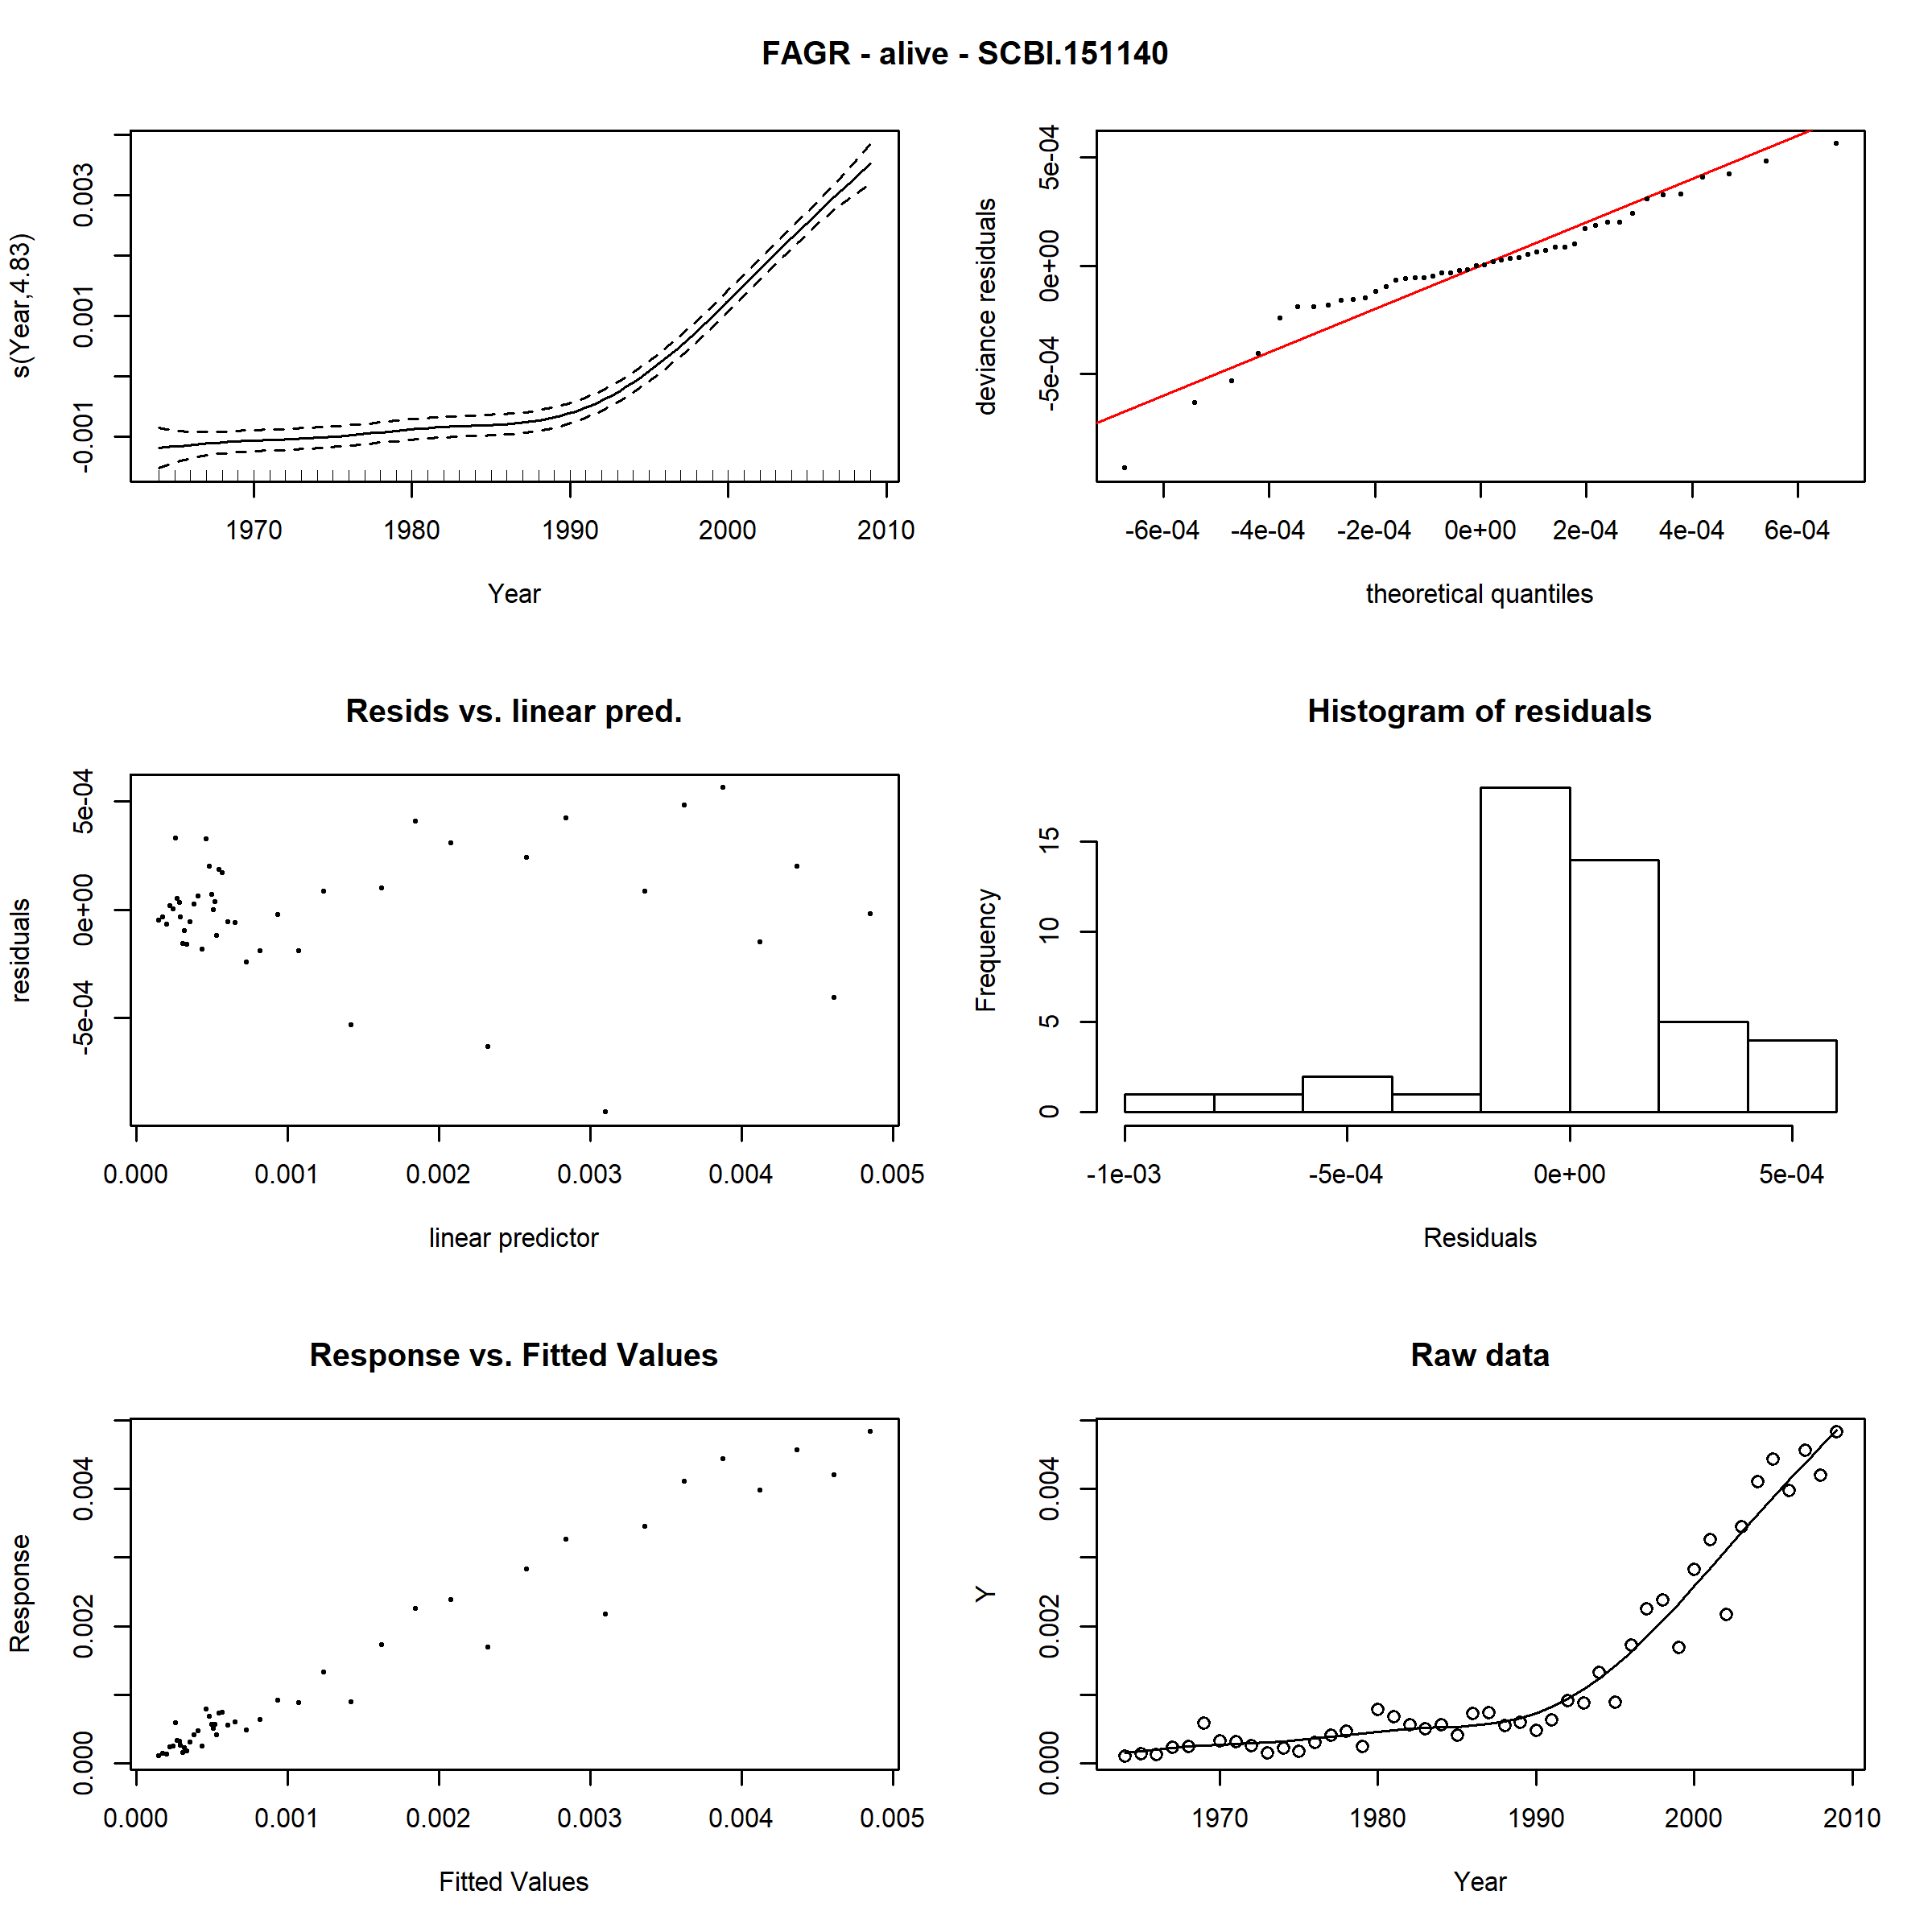 FAGR - alive - SCBI.151140
s(Year,4.83)
-0.001 0.001 0.003
1970 1980 1990 2000 2010
Year
deviance residuals
-5e-04 0e+00 5e-04
-6e-04 -4e-04 -2e-04 0e+00 2e-04 4e-04 6e-04
theoretical quantiles
Resids vs. linear pred.
residuals
-5e-04 0e+00 5e-04
0.000 0.001 0.002 0.003 0.004 0.005
linear predictor
Histogram of residuals
Frequency
0 5 10 15
-1e-03 -5e-04 0e+00 5e-04
Residuals
Response vs. Fitted Values
Response
0.000 0.002 0.004
0.000 0.001 0.002 0.003 0.004 0.005
Fitted Values
Raw data
Y
0.000 0.002 0.004
1970 1980 1990 2000 2010
Year